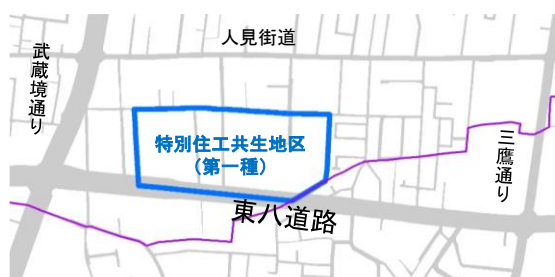 人見街道
武蔵境通り
特別住工共生地区
（第一種）
三鷹通り
東八道路